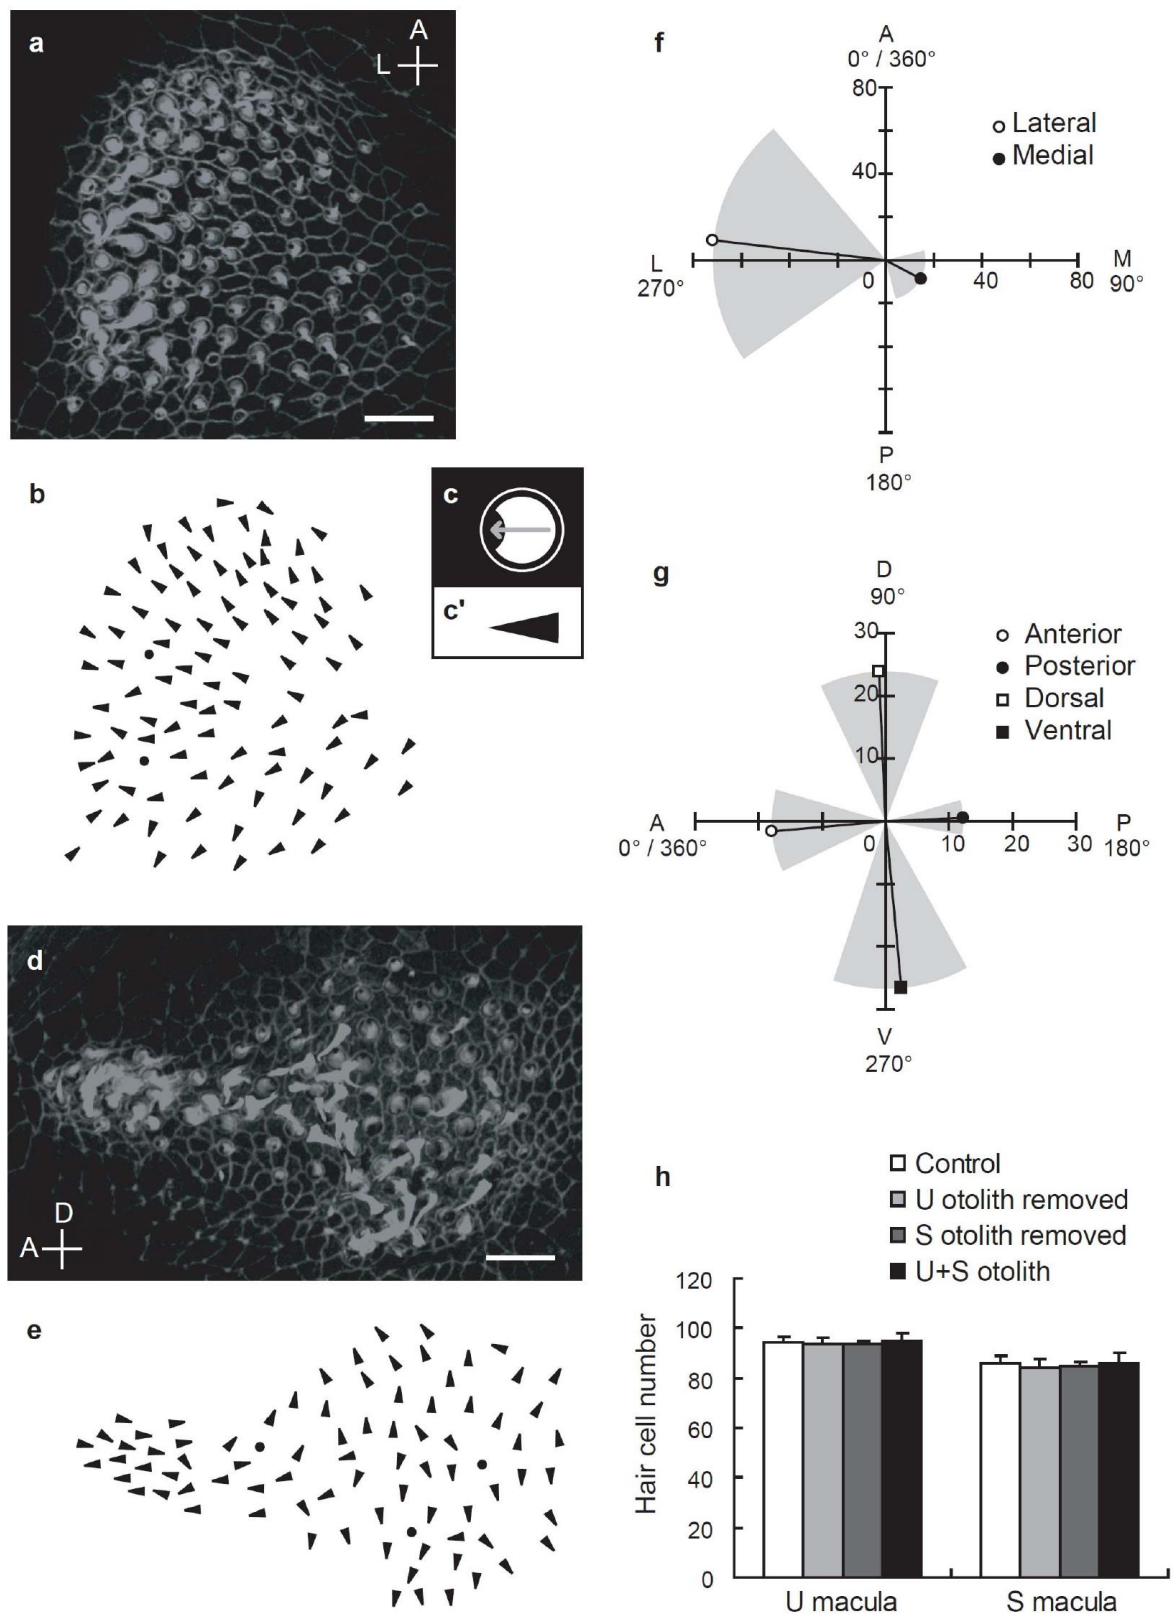 a
A
L
b
c
c'
d
D
A
e
f
A
0° / 360°
80
Lateral
Medial
40
L
270°
0
40
80
M
90°
P
180°
g
D
90°
30
Anterior
Posterior
20
Dorsal
Ventral
10
A
0° / 360°
0
10
20
30
P
180°
V
270°
h
Control
U otolith removed
S otolith removed
U+S otolith
120
100
80
60
40
20
0
Hair cell number
U macula
S macula